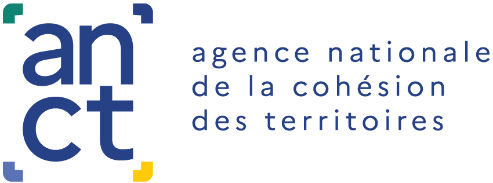 an
ct
agence nationale
de la cohésion
des territoires